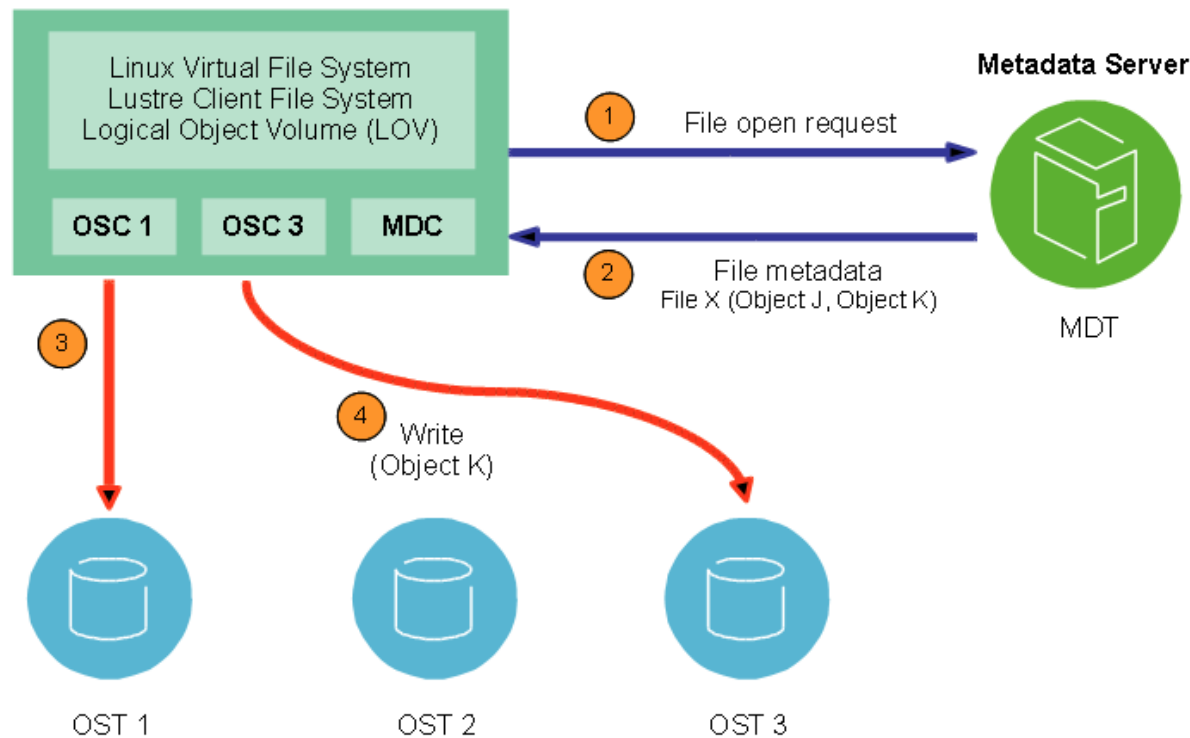 Linux Virtual File System
Lustre Client File System
Logical Object Volume (LOV)
OSC 1
OSC 3
MDC
1
File open request
Metadata Server
2
File metadata
File X (Object J, Object K)
MDT
3
4
Write
(Object K)
OST 1
OST 2
OST 3